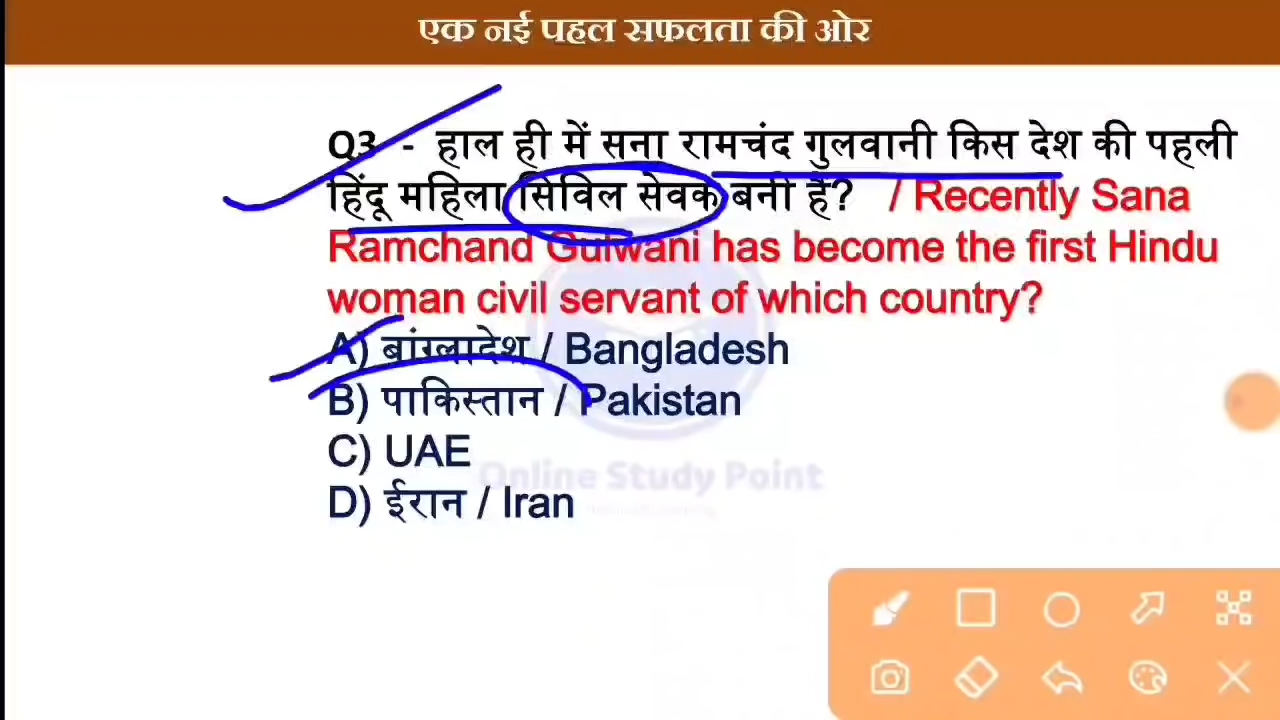 एक नई पहल सफलता की ओर
Q3 - हाल ही में सना रामचंद गुलवानी किस देश की पहली
हिंदू महिला सिविल सेवक बनी है? / Recently Sana
Ramchand Gulwani has become the first Hindu
woman civil servant of which country?
A) बांग्लादेश / Bangladesh
B) पाकिस्तान / Pakistan
C) UAE
Online Study Point
D) ईरान / Iran